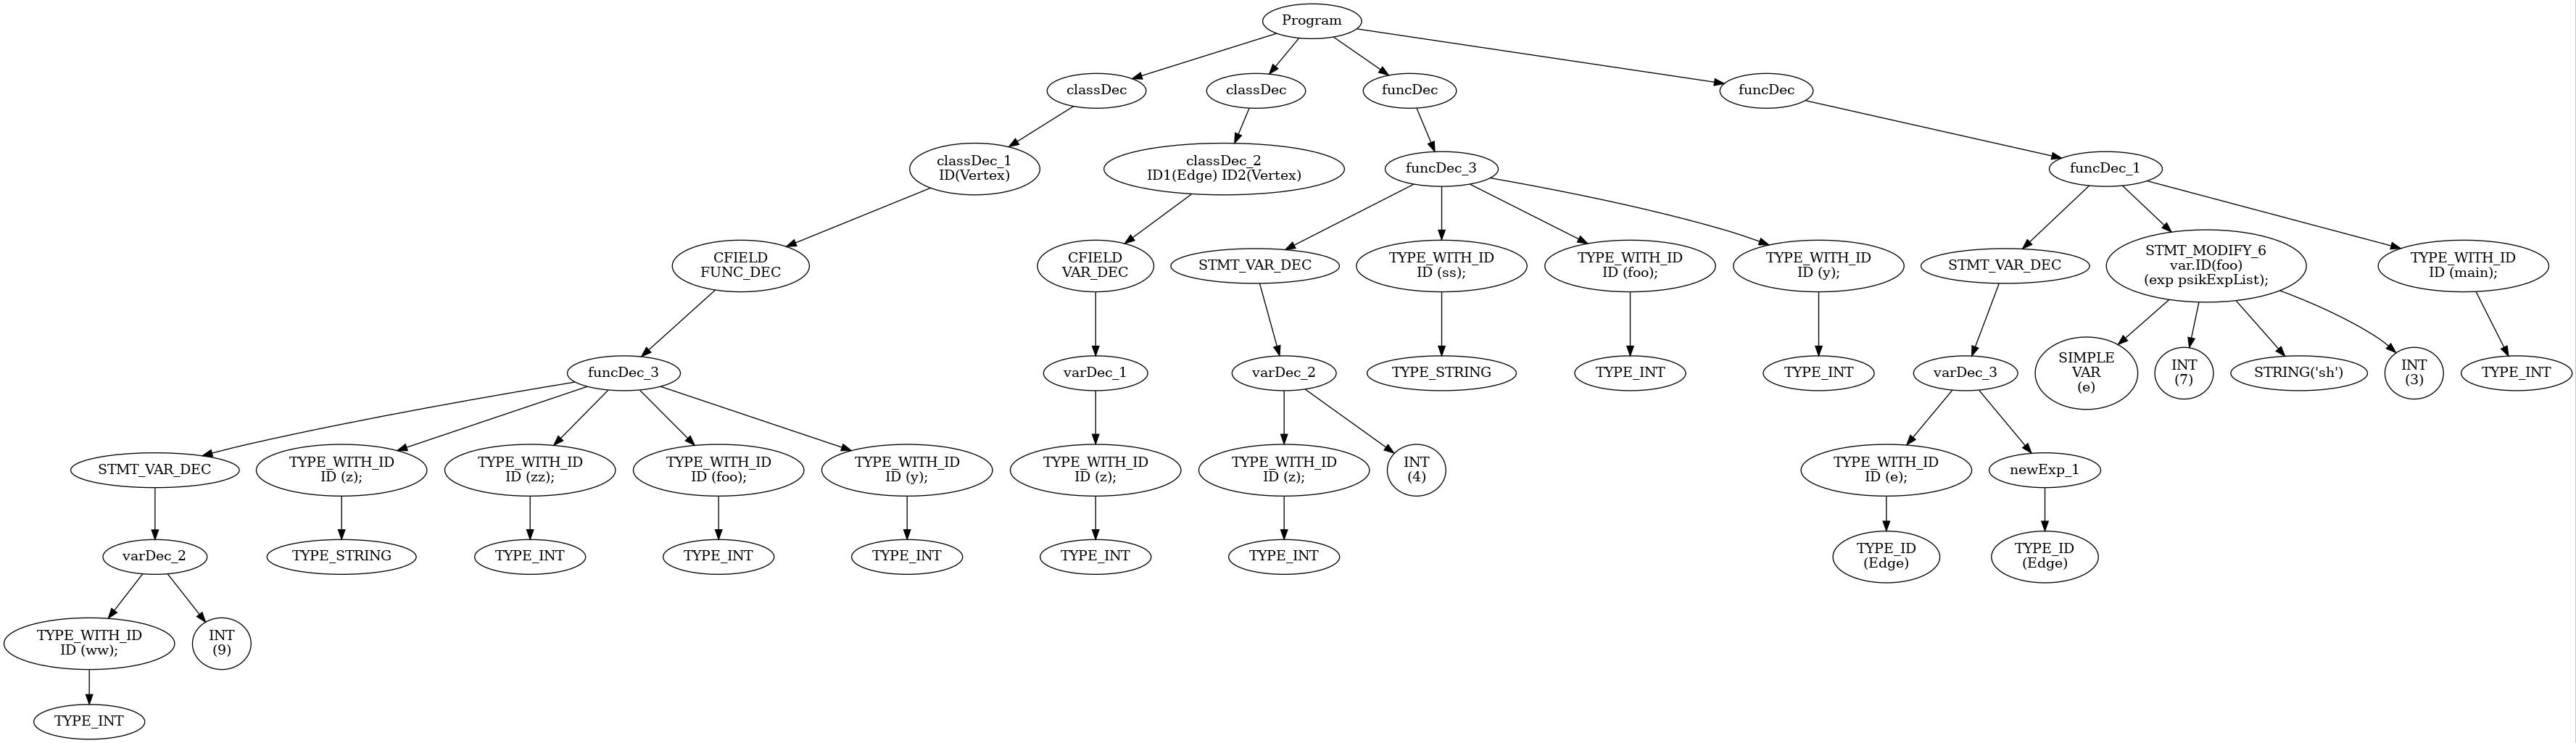 Program
classDec
classDec
funcDec
funcDec
classDec_1
ID(Vertex)
classDec_2
ID1(Edge) ID2(Vertex)
funcDec_3
funcDec_1
CFIELD
FUNC_DEC
CFIELD
VAR_DEC
STMT_VAR_DEC
TYPE_WITH_ID
ID (ss);
TYPE_WITH_ID
ID (foo);
TYPE_WITH_ID
ID (y);
STMT_VAR_DEC
STMT_MODIFY_6
var.ID(foo)
(exp psikExpList);
TYPE_WITH_ID
ID (main);
funcDec_3
varDec_1
varDec_2
TYPE_STRING
TYPE_INT
TYPE_INT
varDec_3
SIMPLE
VAR
(e)
INT
(7)
STRING('sh')
INT
(3)
TYPE_INT
STMT_VAR_DEC
TYPE_WITH_ID
ID (z);
TYPE_WITH_ID
ID (zz);
TYPE_WITH_ID
ID (foo);
TYPE_WITH_ID
ID (y);
TYPE_WITH_ID
ID (z);
TYPE_WITH_ID
ID (z);
INT
(4)
TYPE_WITH_ID
ID (e);
newExp_1
varDec_2
TYPE_STRING
TYPE_INT
TYPE_INT
TYPE_INT
TYPE_INT
TYPE_INT
TYPE_ID
(Edge)
TYPE_ID
(Edge)
TYPE_WITH_ID
ID (ww);
INT
(9)
TYPE_INT